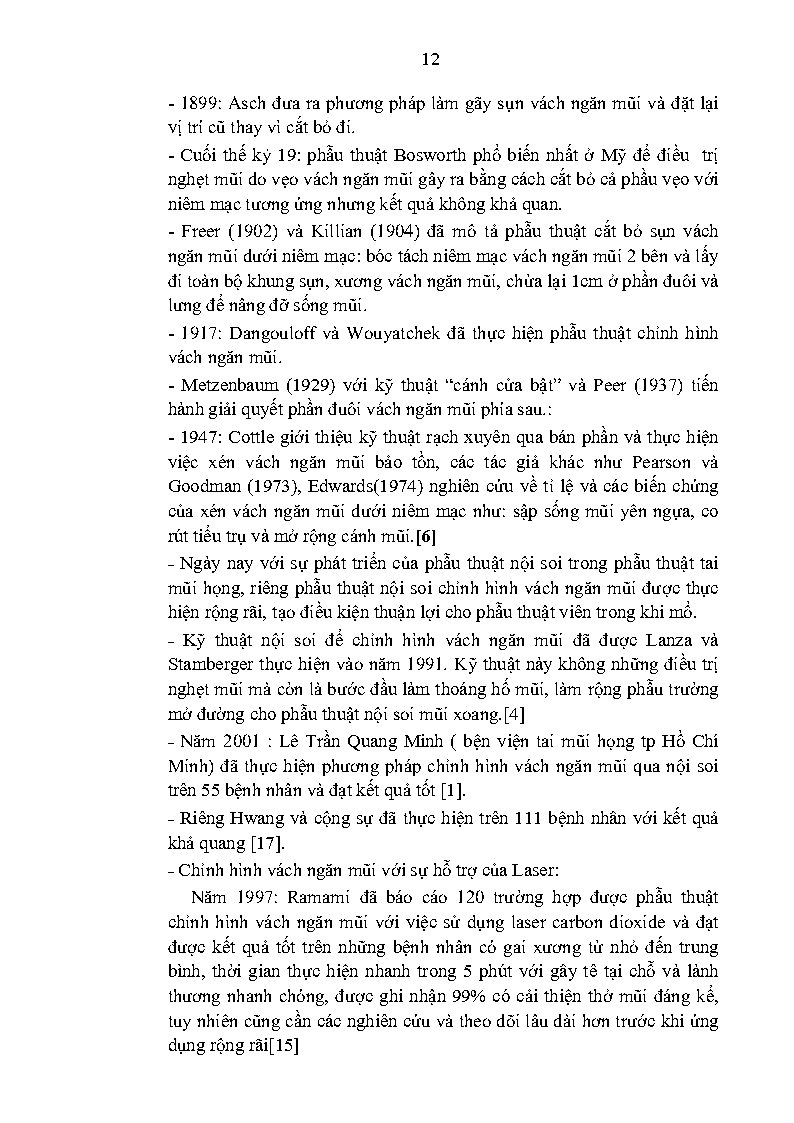 12
- 1899: Asch đưa ra phương pháp làm gãy sụn vách ngăn mũi và đặt lại
vị trí cũ thay vì cắt bỏ đi.
- Cuối thế kỷ 19: phẫu thuật Bosworth phổ biến nhất ở Mỹ để điều trị
nghẹt mũi do vẹo vách ngăn mũi gây ra bằng cách cắt bỏ cả phầu vẹo với
niêm mạc tương ứng nhưng kết quả không khả quan.
- Freer (1902) và Killian (1904) đã mô tả phẫu thuật cắt bỏ sụn vách
ngăn mũi dưới niêm mạc: bóc tách niêm mạc vách ngăn mũi 2 bên và lấy
đi toàn bộ khung sụn, xương vách ngăn mũi, chừa lại 1cm ở phần đuôi và
lưng để nâng đỡ sống mũi.
- 1917: Dangouloff và Wouyatchek đã thực hiện phẫu thuật chỉnh hình
vách ngăn mũi.
- Metzenbaum (1929) với kỹ thuật “cánh cửa bật” và Peer (1937) tiến
hành giải quyết phần đuôi vách ngăn mũi phía sau.:
- 1947: Cottle giới thiệu kỹ thuật rạch xuyên qua bán phần và thực hiện
việc xén vách ngăn mũi bảo tồn, các tác giả khác như Pearson và
Goodman (1973), Edwards(1974) nghiên cứu về tỉ lệ và các biến chứng
của xén vách ngăn mũi dưới niêm mạc như: sập sống mũi yên ngựa, co
rút tiểu trụ và mở rộng cánh mũi.[6]
- Ngày nay với sự phát triển của phẫu thuật nội soi trong phẫu thuật tai
mũi họng, riêng phẫu thuật nội soi chỉnh hình vách ngăn mũi được thực
hiện rộng rãi, tạo điều kiện thuận lợi cho phẫu thuật viên trong khi mổ.
- Kỹ thuật nội soi để chỉnh hình vách ngăn mũi đã được Lanza và
Stamberger thực hiện vào năm 1991. Kỹ thuật này không những điều trị
nghẹt mũi mà còn là bước đầu làm thoáng hố mũi, làm rộng phẫu trường
mở đường cho phẫu thuật nội soi mũi xoang.[4]
- Năm 2001 : Lê Trần Quang Minh ( bện viện tai mũi họng tp Hồ Chí
Minh) đã thực hiện phương pháp chỉnh hình vách ngăn mũi qua nội soi
trên 55 bệnh nhân và đạt kết quả tốt [1].
- Riêng Hwang và cộng sự đã thực hiện trên 111 bệnh nhân với kết quả
khả quang [17].
- Chỉnh hình vách ngăn mũi với sự hỗ trợ của Laser:
Năm 1997: Ramami đã báo cáo 120 trường hợp được phẫu thuật
chỉnh hình vách ngăn mũi với việc sử dụng laser carbon dioxide và đạt
được kết quả tốt trên những bệnh nhân có gai xương từ nhỏ đến trung
bình, thời gian thực hiện nhanh trong 5 phút với gây tê tại chỗ và lành
thương nhanh chóng, được ghi nhận 99% có cải thiện thở mũi đáng kể,
tuy nhiên cũng cần các nghiên cứu và theo dõi lâu dài hơn trước khi ứng
dụng rộng rãi[15]